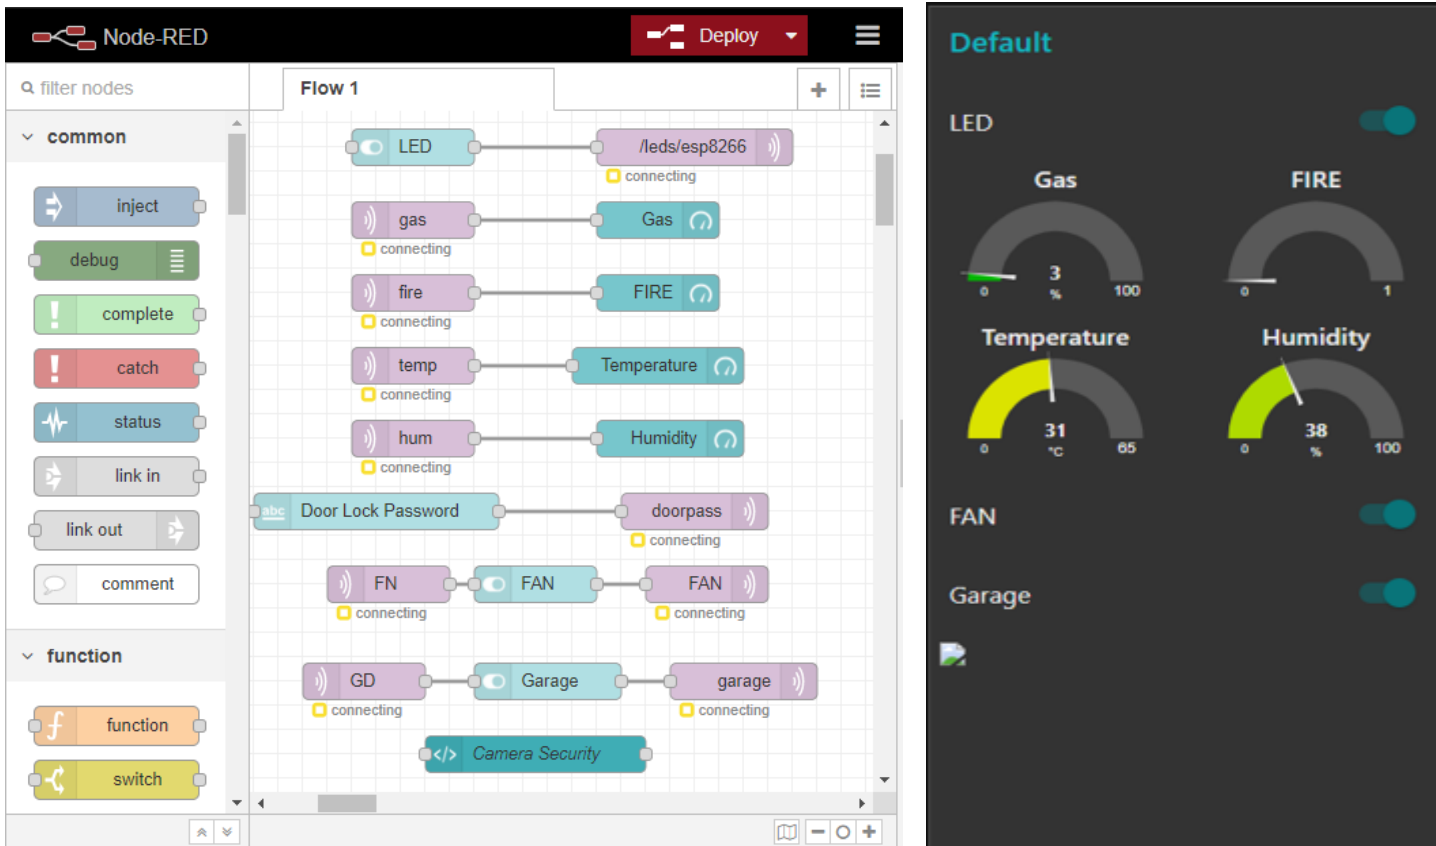 Node-RED
Deploy
filter nodes
Flow 1
common
inject
debug
complete
catch
status
link in
link out
comment
function
function
switch
LED
/leds/esp8266
connecting
gas
Gas
connecting
fire
FIRE
connecting
temp
Temperature
connecting
hum
Humidity
connecting
abc Door Lock Password
doorpass
connecting
FN
FAN
FAN
connecting
connecting
GD
Garage
garage
connecting
connecting
</> Camera Security
Default
LED
Gas
FIRE
3
0 % 100
0 1
Temperature
Humidity
31
0 °C 65
38
0 % 100
FAN
Garage